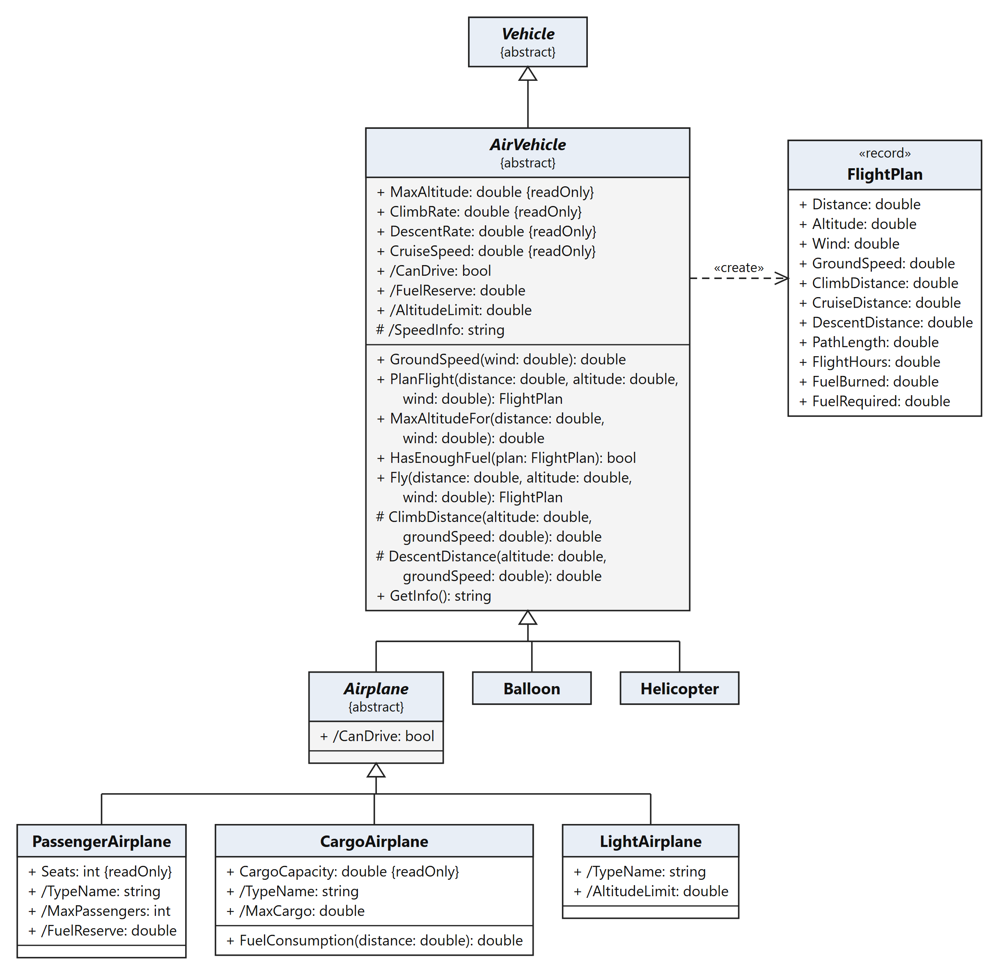 Vehicle
{abstract}
AirVehicle
{abstract}
+ MaxAltitude: double {readOnly}
+ ClimbRate: double {readOnly}
+ DescentRate: double {readOnly}
+ CruiseSpeed: double {readOnly}
+ /CanDrive: bool
+ /FuelReserve: double
+ /AltitudeLimit: double
# /SpeedInfo: string
+ GroundSpeed(wind: double): double
+ PlanFlight(distance: double, altitude: double,
wind: double): FlightPlan
+ MaxAltitudeFor(distance: double,
wind: double): double
+ HasEnoughFuel(plan: FlightPlan): bool
+ Fly(distance: double, altitude: double,
wind: double): FlightPlan
# ClimbDistance(altitude: double,
groundSpeed: double): double
# DescentDistance(altitude: double,
groundSpeed: double): double
+ GetInfo(): string
«create»
«record»
FlightPlan
+ Distance: double
+ Altitude: double
+ Wind: double
+ GroundSpeed: double
+ ClimbDistance: double
+ CruiseDistance: double
+ DescentDistance: double
+ PathLength: double
+ FlightHours: double
+ FuelBurned: double
+ FuelRequired: double
Airplane
{abstract}
+ /CanDrive: bool
Balloon
Helicopter
PassengerAirplane
+ Seats: int {readOnly}
+ /TypeName: string
+ /MaxPassengers: int
+ /FuelReserve: double
CargoAirplane
+ CargoCapacity: double {readOnly}
+ /TypeName: string
+ /MaxCargo: double
+ FuelConsumption(distance: double): double
LightAirplane
+ /TypeName: string
+ /AltitudeLimit: double